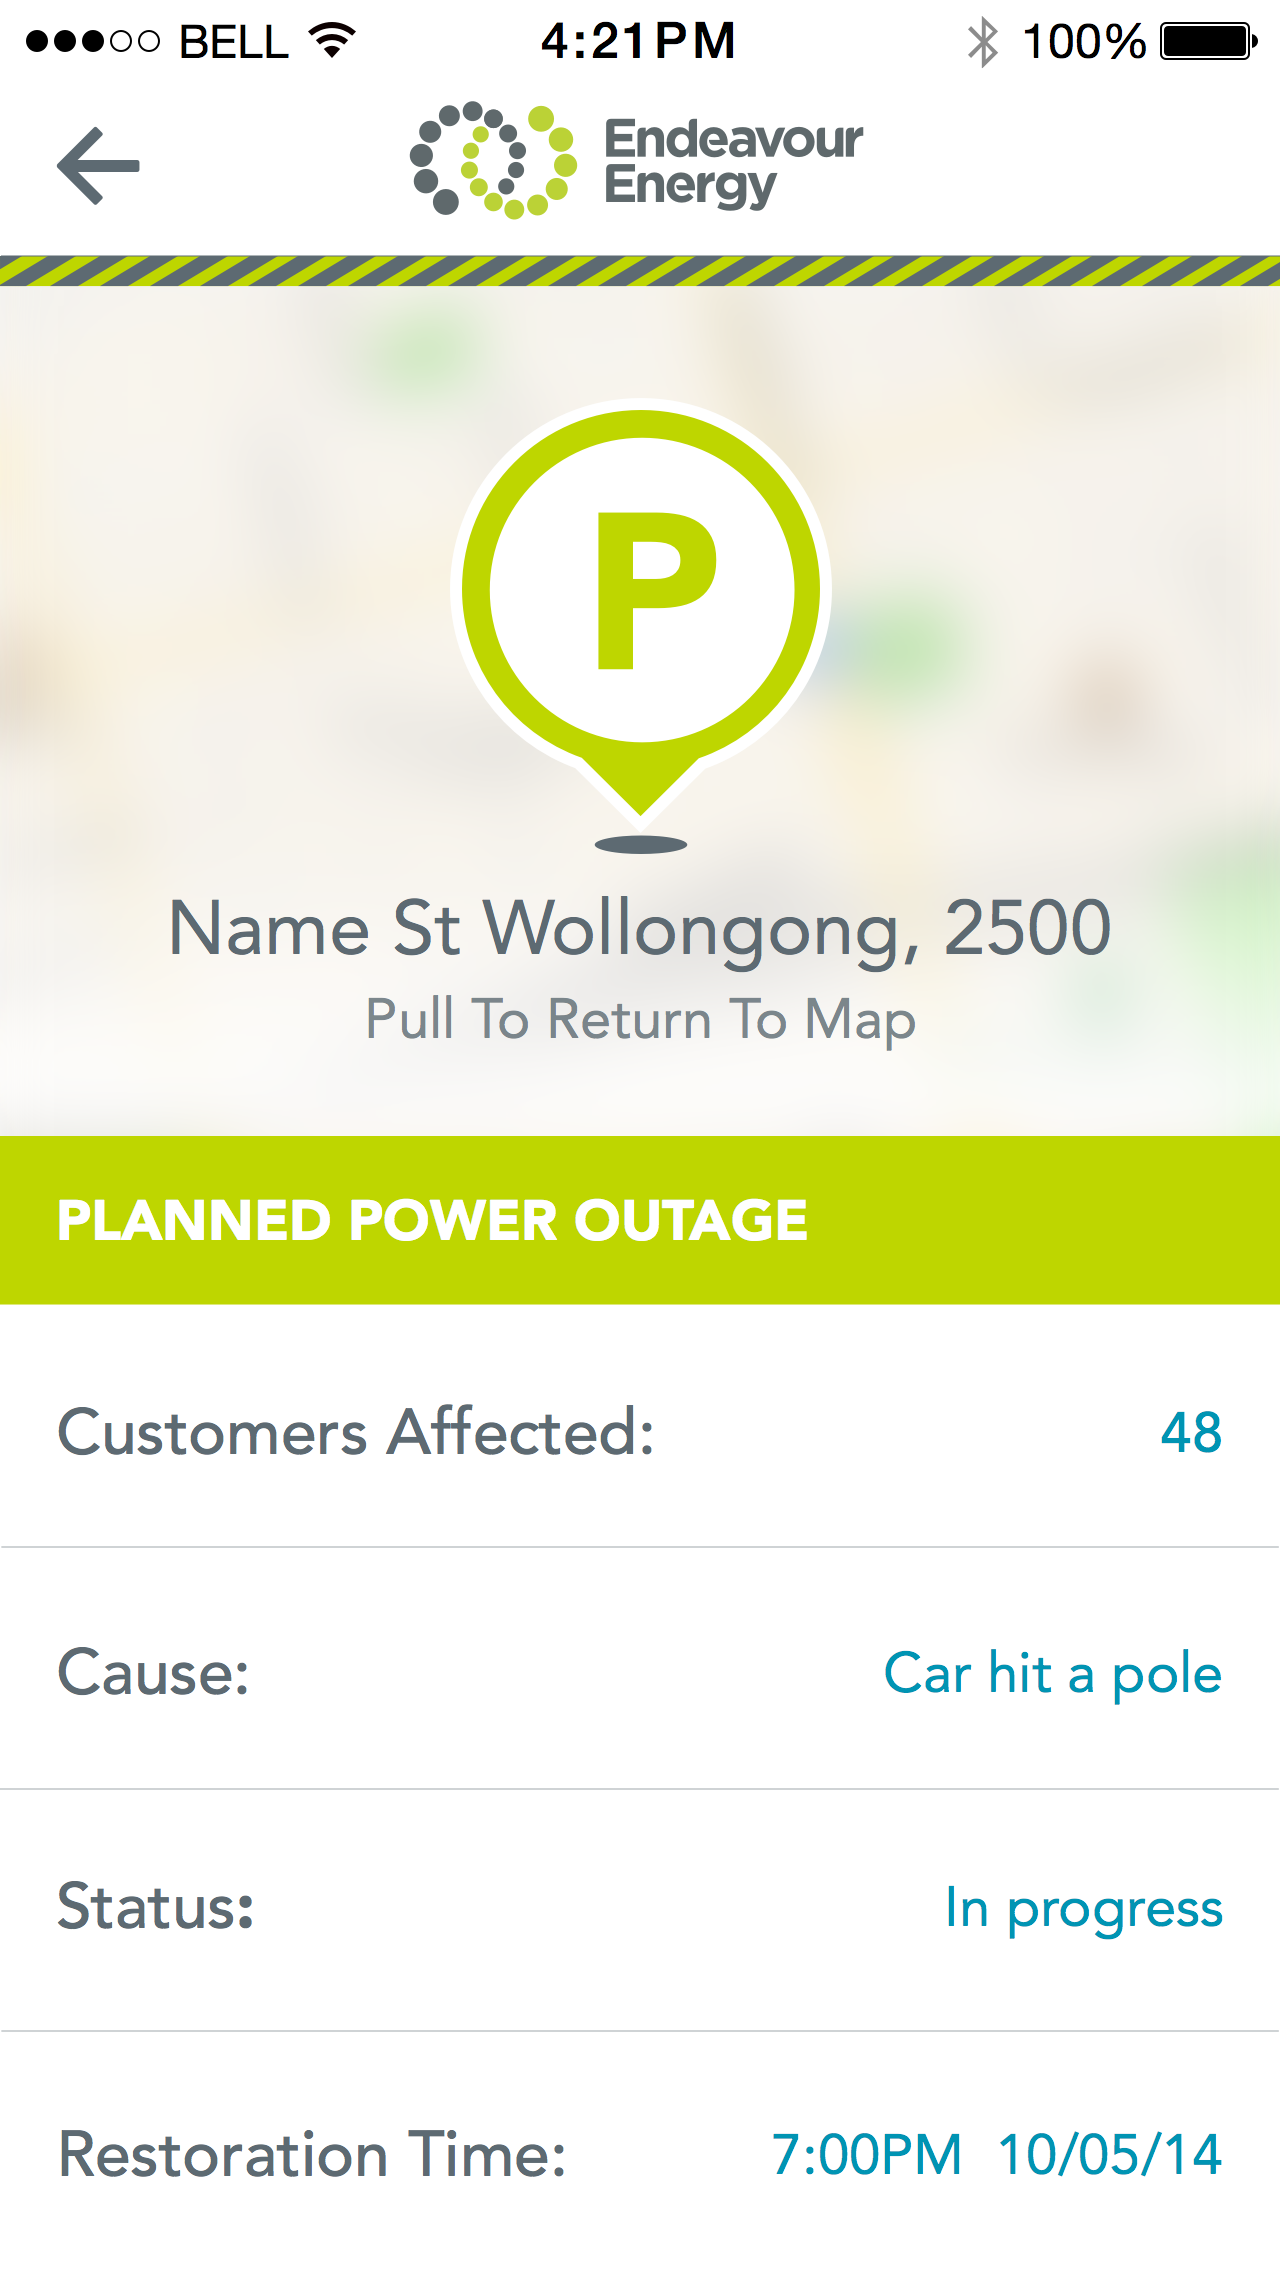 BELL 4:21PM 100%
Endeavour
Energy
P
Name St Wollongong, 2500
Pull To Return To Map
PLANNED POWER OUTAGE
Customers Affected: 48
Cause: Car hit a pole
Status: In progress
Restoration Time: 7:00PM 10/05/14